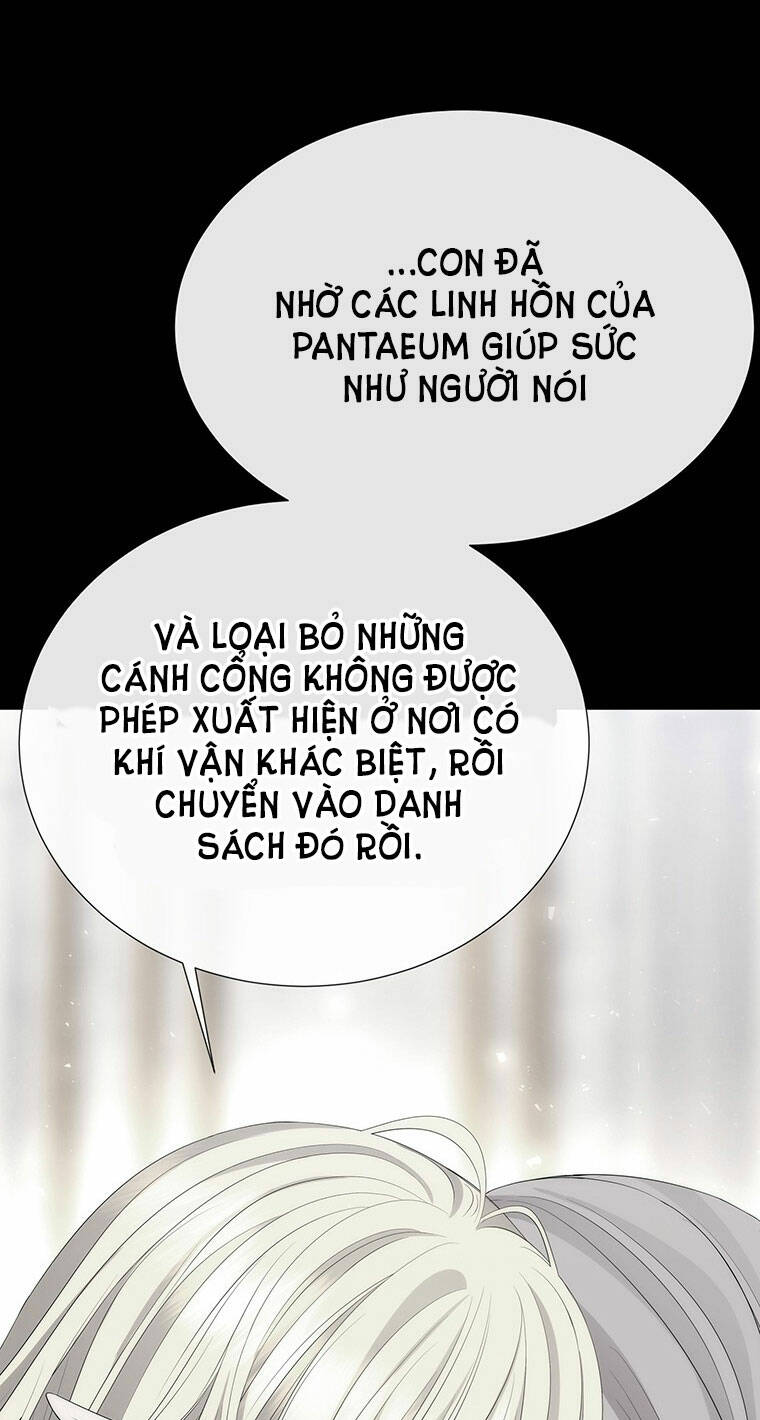 ...CON ĐÃ
NHỜ CÁC LINH HỒN CỦA
PANTAEUM GIÚP SỨC
NHƯ NGƯỜI NÓI
VÀ LOẠI BỎ NHỮNG
CÁNH CỔNG KHÔNG ĐƯỢC
PHÉP XUẤT HIỆN Ở NƠI CÓ
KHÍ VẬN KHÁC BIỆT, RỒI
CHUYỂN VÀO DANH
SÁCH ĐÓ RỒI.